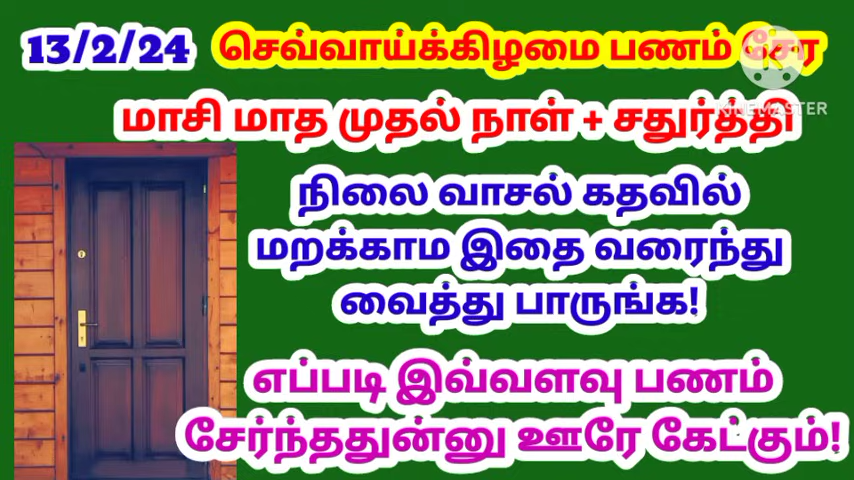 13/2/24 செவ்வாய்க்கிழமை பணம் சேர
KINEMASTER
மாசி மாத முதல் நாள் + சதுர்த்தி
நிலை வாசல் கதவில்
மறக்காம இதை வரைந்து
வைத்து பாருங்க!
எப்படி இவ்வளவு பணம்
சேர்ந்ததுன்னு ஊரே கேட்கும்!